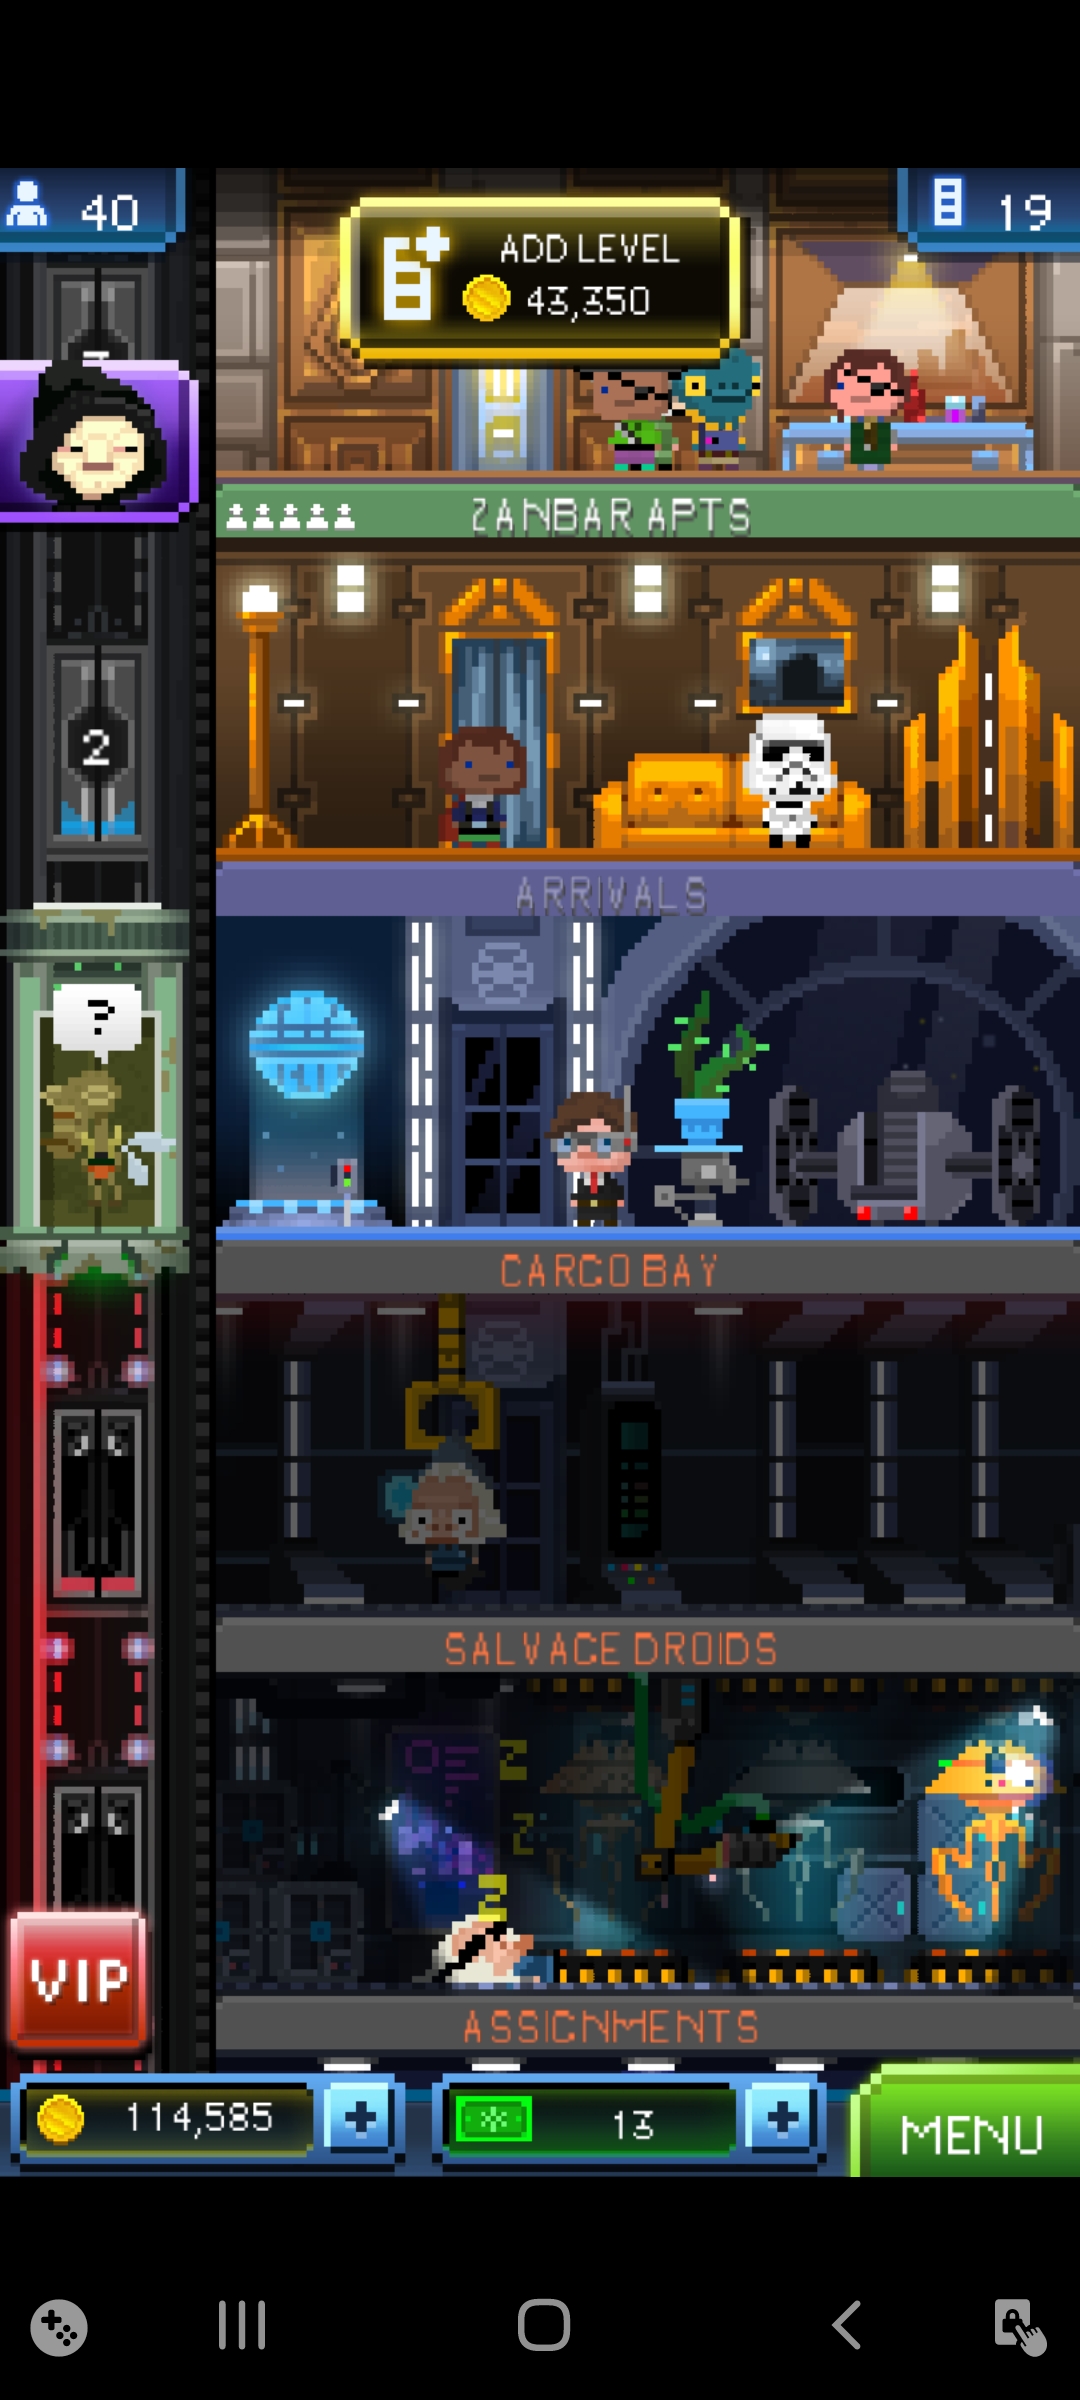 40
ADD LEVEL
43,350
19
ZANBAR APTS
2
ARRIVALS
?
CARGO BAY
SALVAGE DROIDS
Z
Z
Z
VIP
ASSIGNMENTS
114,585
13
MENU